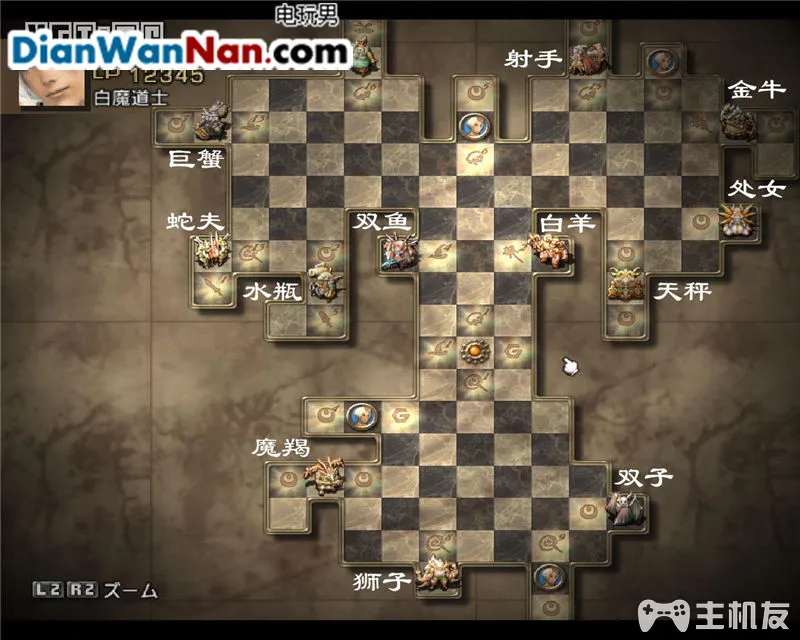 电玩男
DianWanNan.com
LP 12345
白魔道士
射手
金牛
巨蟹
处女
蛇夫
双鱼
白羊
水瓶
天秤
魔羯
双子
狮子
L2 R2 ズーム
主机友